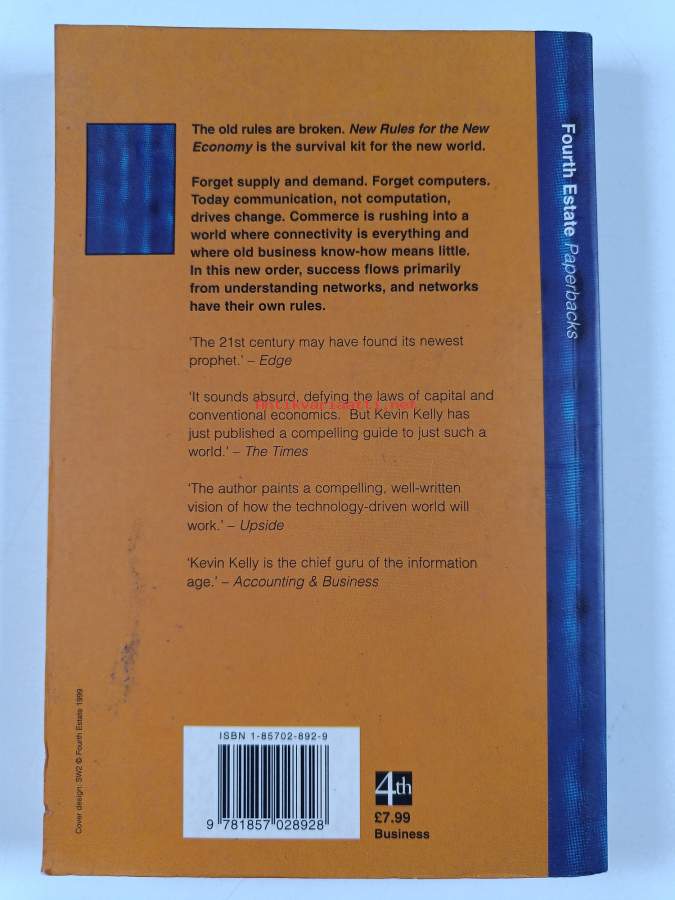 The old rules are broken. New Rules for the New
Economy is the survival kit for the new world.
Forget supply and demand. Forget computers.
Today communication, not computation,
drives change. Commerce is rushing into a
world where connectivity is everything and
where old business know-how means little.
In this new order, success flows primarily
from understanding networks, and networks
have their own rules.
'The 21st century may have found its newest
prophet.' – Edge
'It sounds absurd, defying the laws of capital and
antikvariaatti.net
conventional economics. But Kevin Kelly has
just published a compelling guide to just such a
world.' – The Times
'The author paints a compelling, well-written
vision of how the technology-driven world will
work.' – Upside
'Kevin Kelly is the chief guru of the information
age.' – Accounting & Business
Cover design: SW2 © Fourth Estate 1999
ISBN 1-85702-892-9
9 781857 028928
4th
£7.99
Business
Fourth Estate Paperbacks